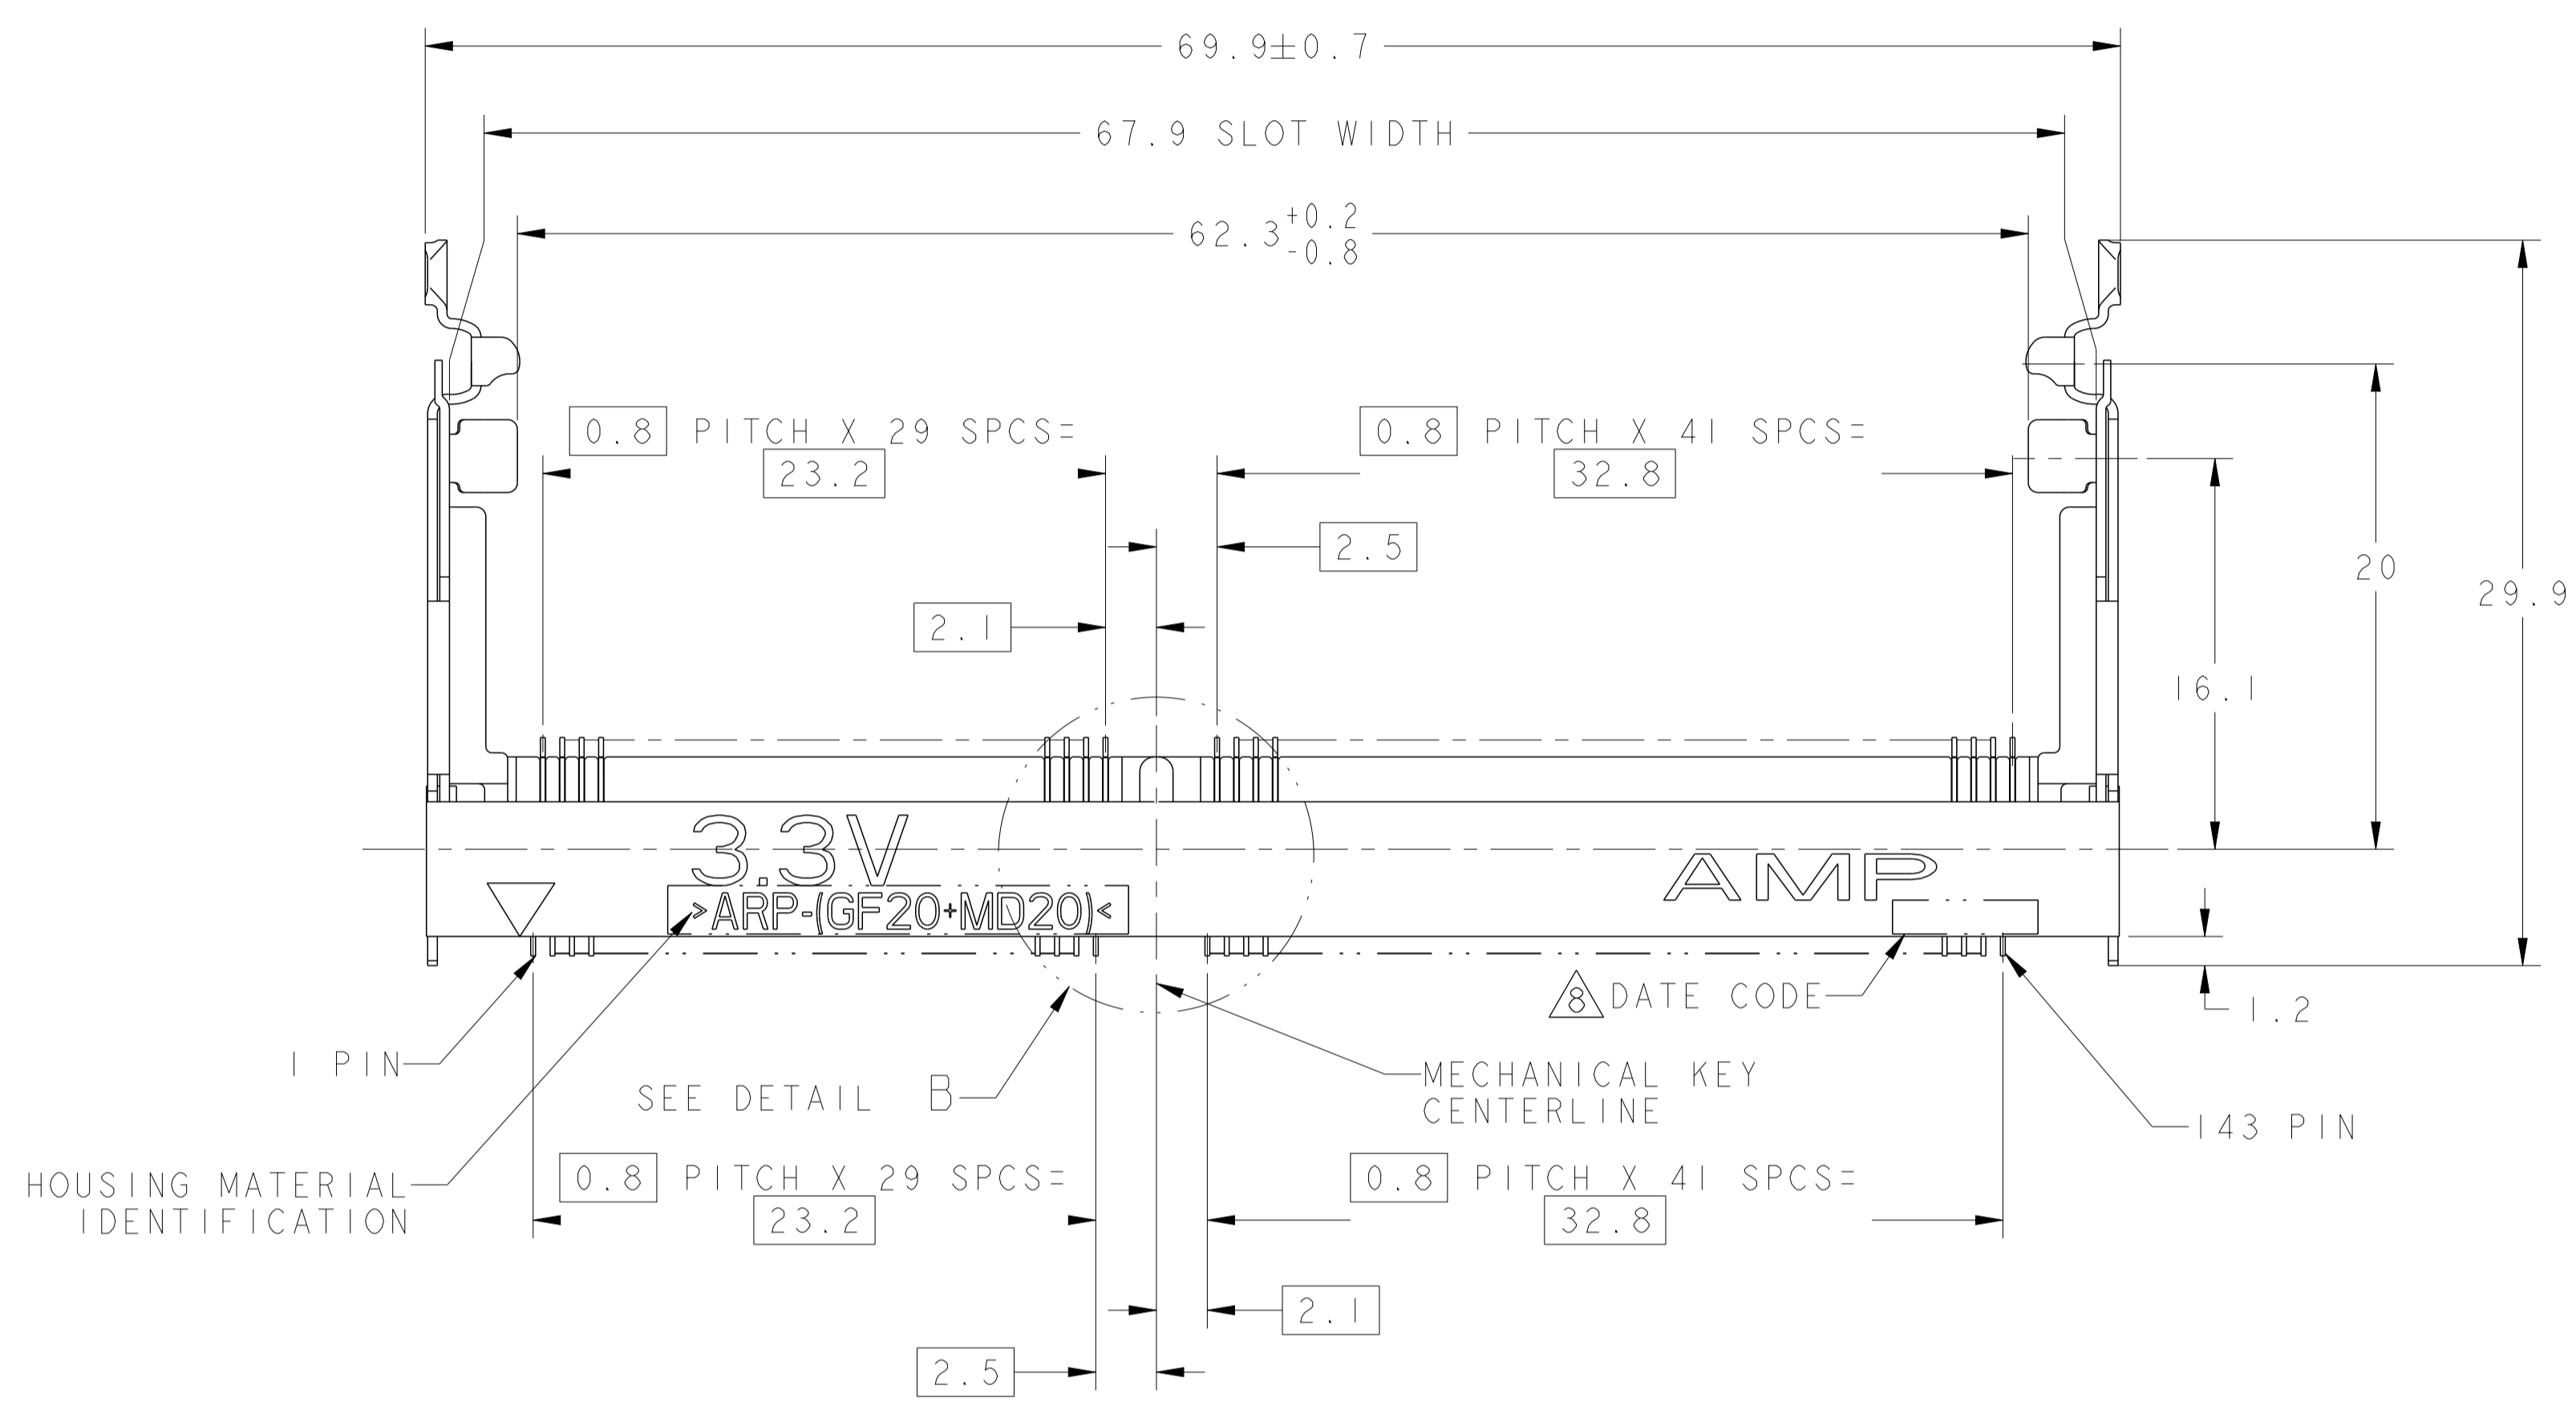 69.9±0.7
67.9 SLOT WIDTH
62.3 +0.2 -0.8
0.8 PITCH X 29 SPCS=
23.2
0.8 PITCH X 41 SPCS=
32.8
2.5
2.1
20
29.9
16.1
3.3V
AMP
>ARP-(GF20+MD20)<
8 DATE CODE
1.2
1 PIN
SEE DETAIL B
MECHANICAL KEY
CENTERLINE
143 PIN
HOUSING MATERIAL
IDENTIFICATION
0.8 PITCH X 29 SPCS=
23.2
0.8 PITCH X 41 SPCS=
32.8
2.1
2.5